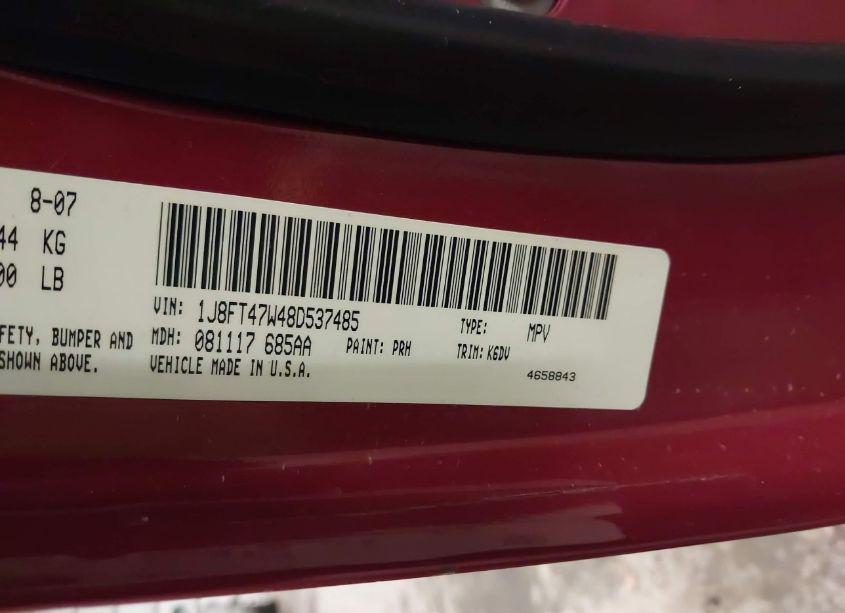 8-07
44 KG
00 LB
VIN: 1J8FT47W48D537485
TYPE: MPV
FETY, BUMPER AND
MDH: 081117 685AA PAINT: PRH TRIM: K6DV
SHOWN ABOVE.
VEHICLE MADE IN U.S.A.
4658843